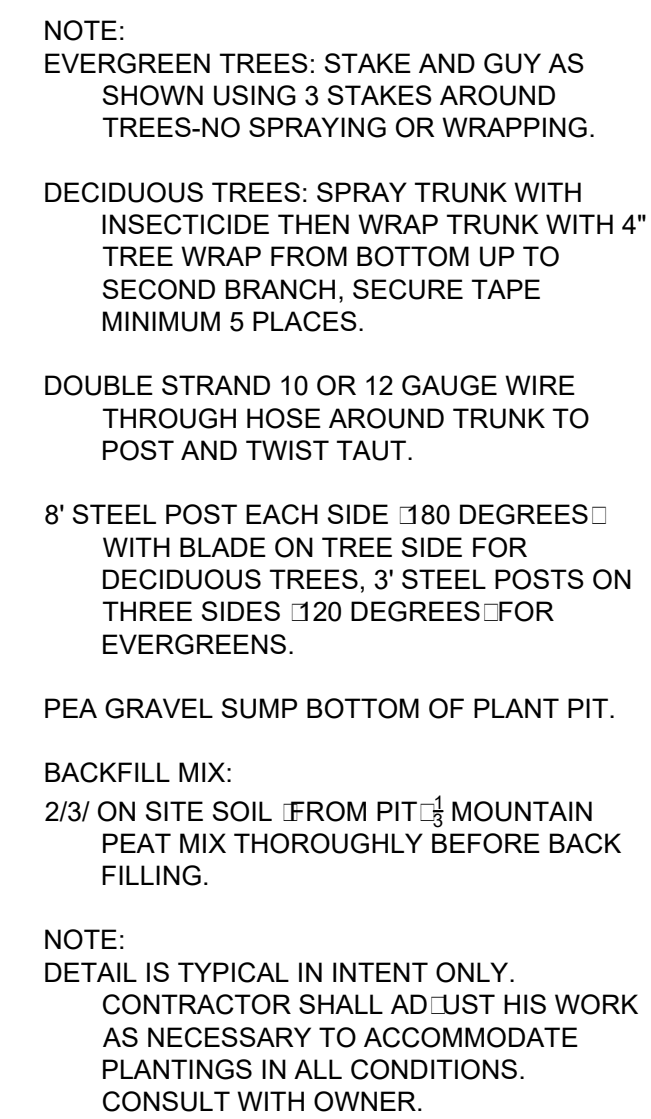 NOTE:
EVERGREEN TREES: STAKE AND GUY AS
SHOWN USING 3 STAKES AROUND
TREES-NO SPRAYING OR WRAPPING.
DECIDUOUS TREES: SPRAY TRUNK WITH
INSECTICIDE THEN WRAP TRUNK WITH 4"
TREE WRAP FROM BOTTOM UP TO
SECOND BRANCH, SECURE TAPE
MINIMUM 5 PLACES.
DOUBLE STRAND 10 OR 12 GAUGE WIRE
THROUGH HOSE AROUND TRUNK TO
POST AND TWIST TAUT.
8' STEEL POST EACH SIDE □180 DEGREES□
WITH BLADE ON TREE SIDE FOR
DECIDUOUS TREES, 3' STEEL POSTS ON
THREE SIDES □120 DEGREES□FOR
EVERGREENS.
PEA GRAVEL SUMP BOTTOM OF PLANT PIT.
BACKFILL MIX:
2/3/ ON SITE SOIL □FROM PIT□⅓ MOUNTAIN
PEAT MIX THOROUGHLY BEFORE BACK
FILLING.
NOTE:
DETAIL IS TYPICAL IN INTENT ONLY.
CONTRACTOR SHALL AD□UST HIS WORK
AS NECESSARY TO ACCOMMODATE
PLANTINGS IN ALL CONDITIONS.
CONSULT WITH OWNER.